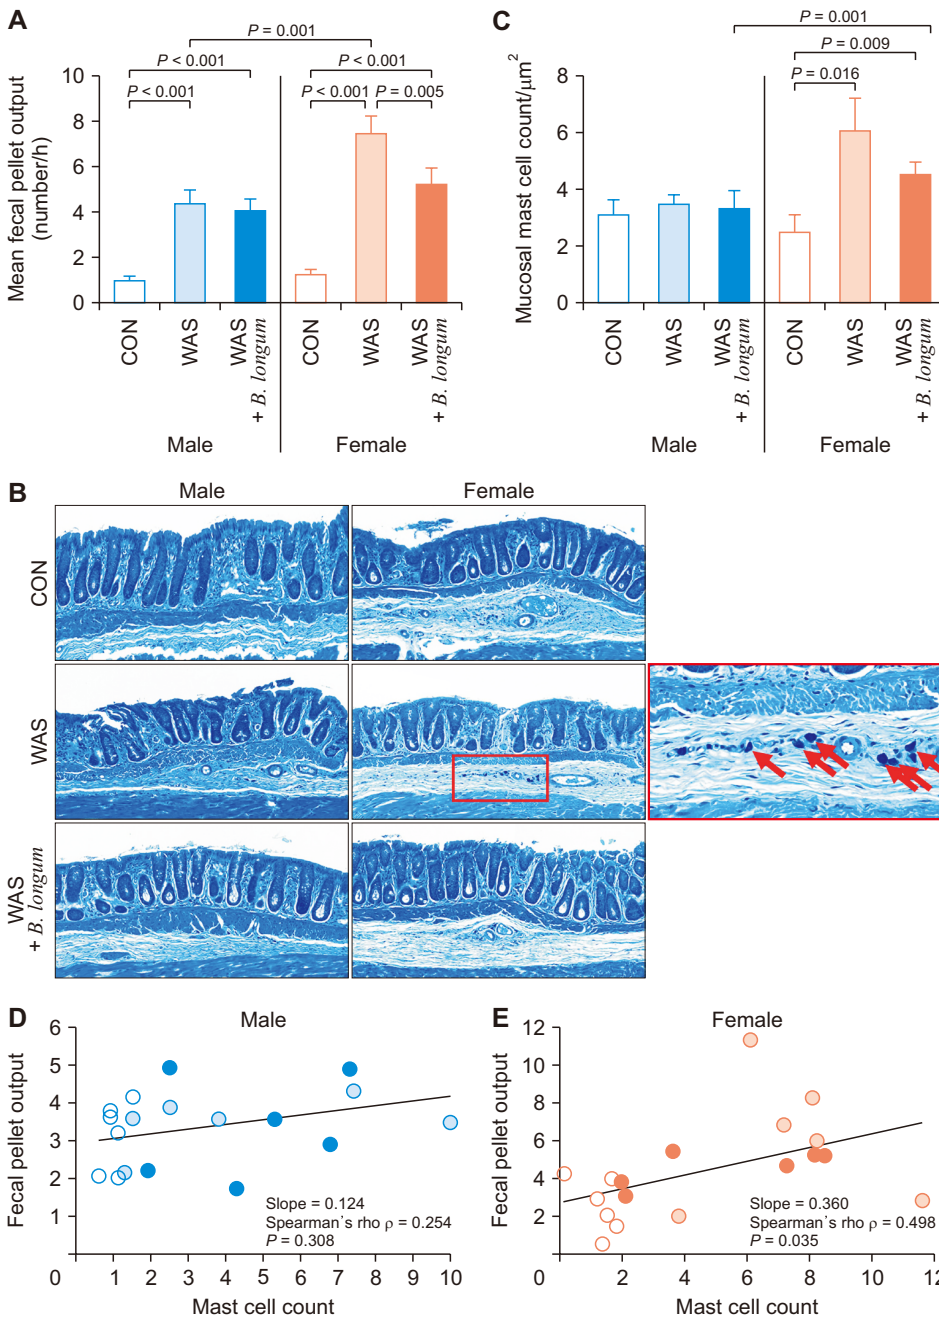 A
P = 0.001
P < 0.001
P < 0.001
P < 0.001
P < 0.001
P = 0.005
Mean fecal pellet output
(number/h)
10
8
6
4
2
0
CON
WAS
WAS
+ B. longum
CON
WAS
WAS
+ B. longum
Male
Female
C
P = 0.001
P = 0.009
P = 0.016
Mucosal mast cell count/μm²
8
6
4
2
0
CON
WAS
WAS
+ B. longum
CON
WAS
WAS
+ B. longum
Male
Female
B
Male
Female
CON
WAS
WAS
+ B. longum
D
Male
Fecal pellet output
6
5
4
3
2
1
0
1
2
3
4
5
6
7
8
9
10
Slope = 0.124
Spearman's rho ρ = 0.254
P = 0.308
Mast cell count
E
Female
Fecal pellet output
12
10
8
6
4
2
0
2
4
6
8
10
Slope = 0.360
Spearman's rho ρ = 0.498
P = 0.035
Mast cell count